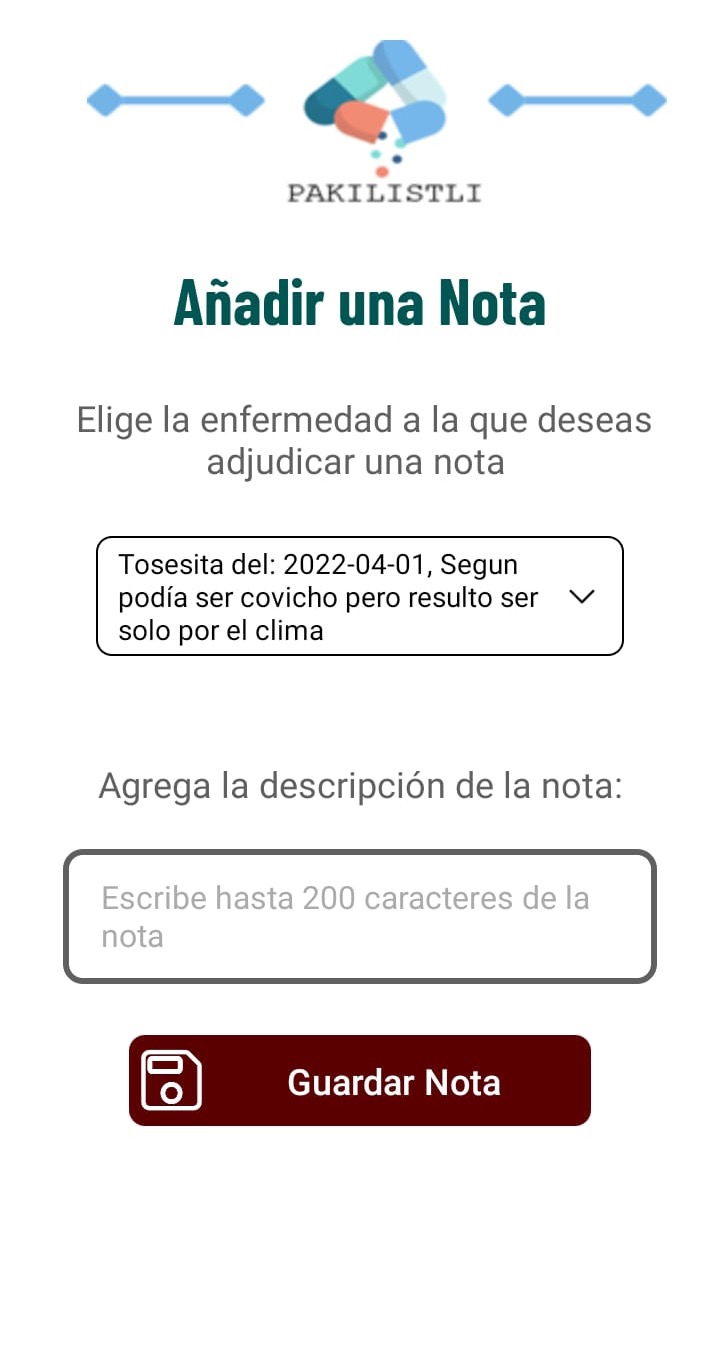 PAKILISTLI
Añadir una Nota
Elige la enfermedad a la que deseas
adjudicar una nota
Tosesita del: 2022-04-01, Segun
podía ser covicho pero resulto ser
solo por el clima
Agrega la descripción de la nota:
Escribe hasta 200 caracteres de la
nota
Guardar Nota